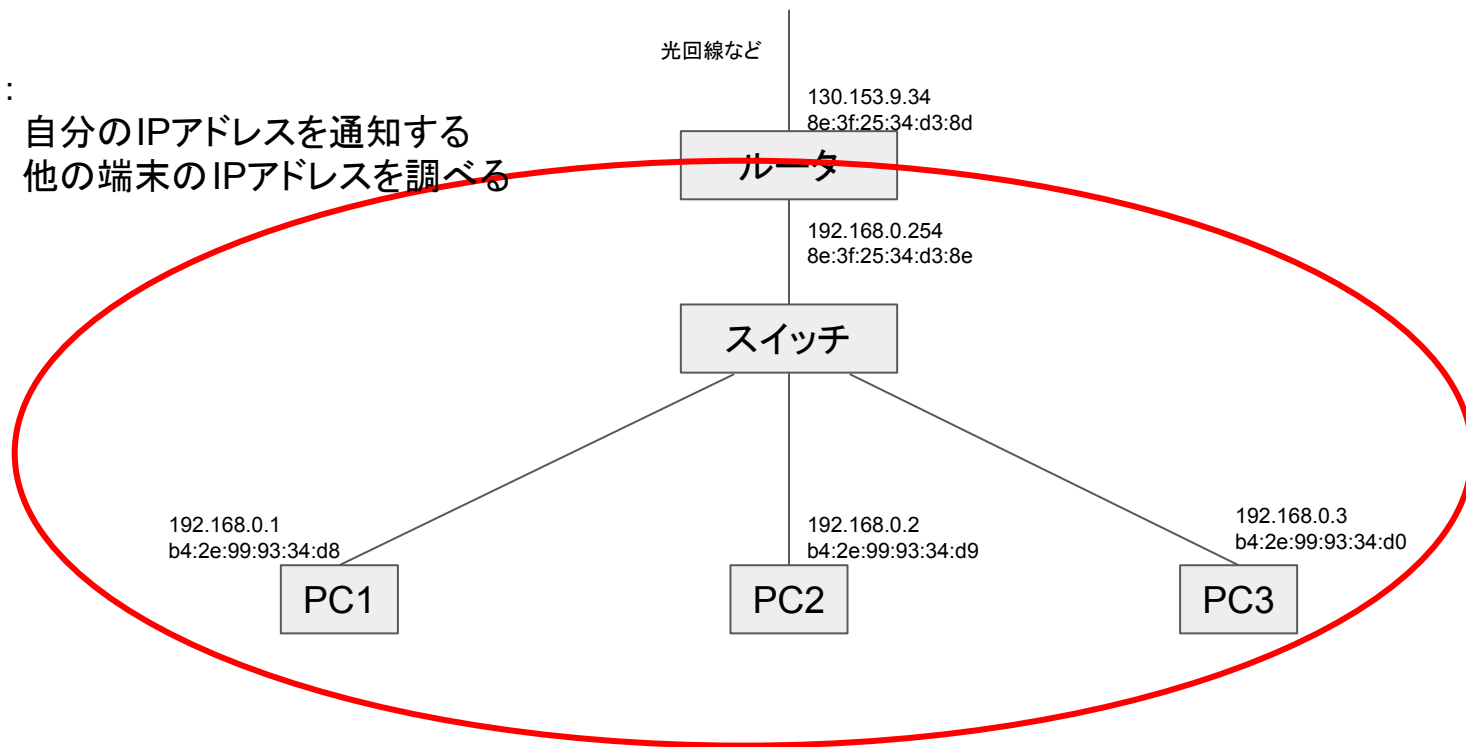 光回線など
:
自分のIPアドレスを通知する
他の端末のIPアドレスを調べる
130.153.9.34
8e:3f:25:34:d3:8d
ルータ
192.168.0.254
8e:3f:25:34:d3:8e
スイッチ
192.168.0.1
b4:2e:99:93:34:d8
PC1
192.168.0.2
b4:2e:99:93:34:d9
PC2
192.168.0.3
b4:2e:99:93:34:d0
PC3